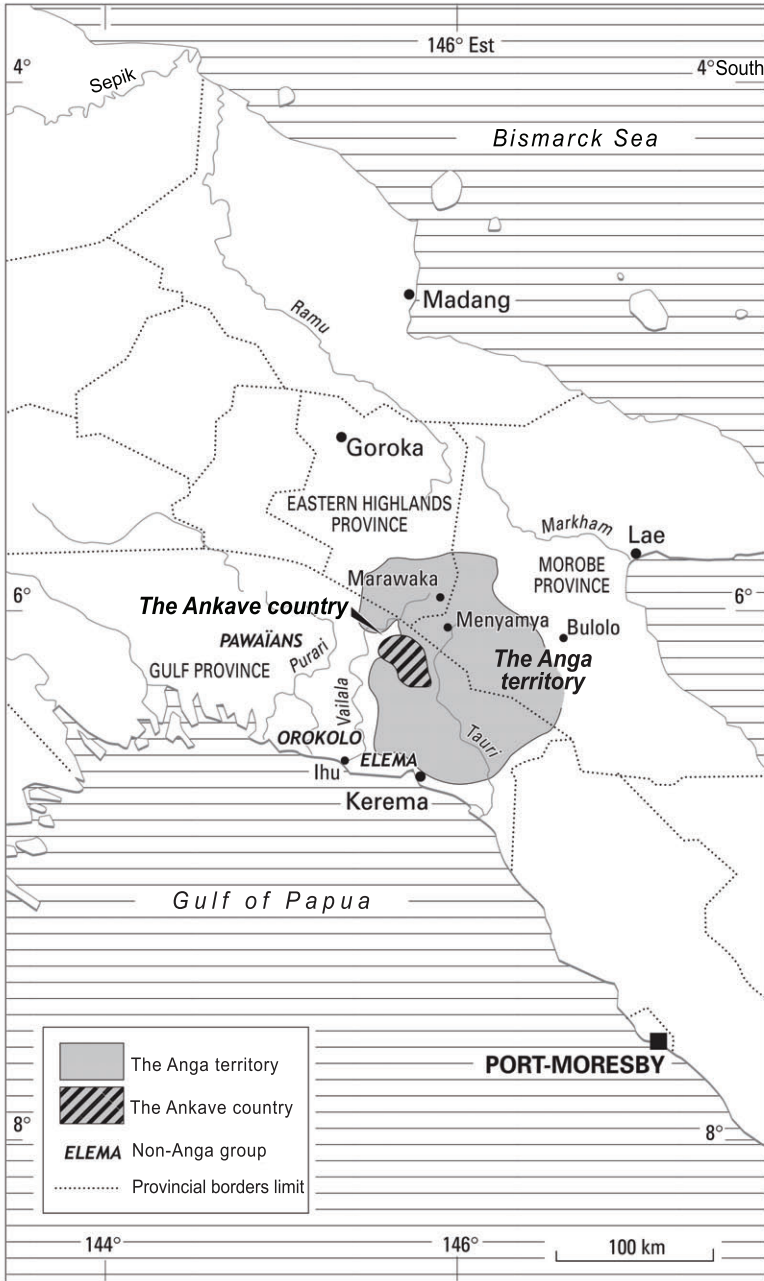 146° Est
4°
4° South
Sepik
Bismarck Sea
Madang
Ramu
Goroka
EASTERN HIGHLANDS
PROVINCE
Markham
Lae
MOROBE
PROVINCE
Marawaka
6°
6°
The Ankave country
Menyamya
Bulolo
PAWAÏANS
Purari
GULF PROVINCE
The Anga
territory
Vailala
Tauri
OROKOLO
ELEMA
Ihu
Kerema
Gulf of Papua
PORT-MORESBY
The Anga territory
The Ankave country
8°
8°
ELEMA Non-Anga group
Provincial borders limit
144°
146°
100 km